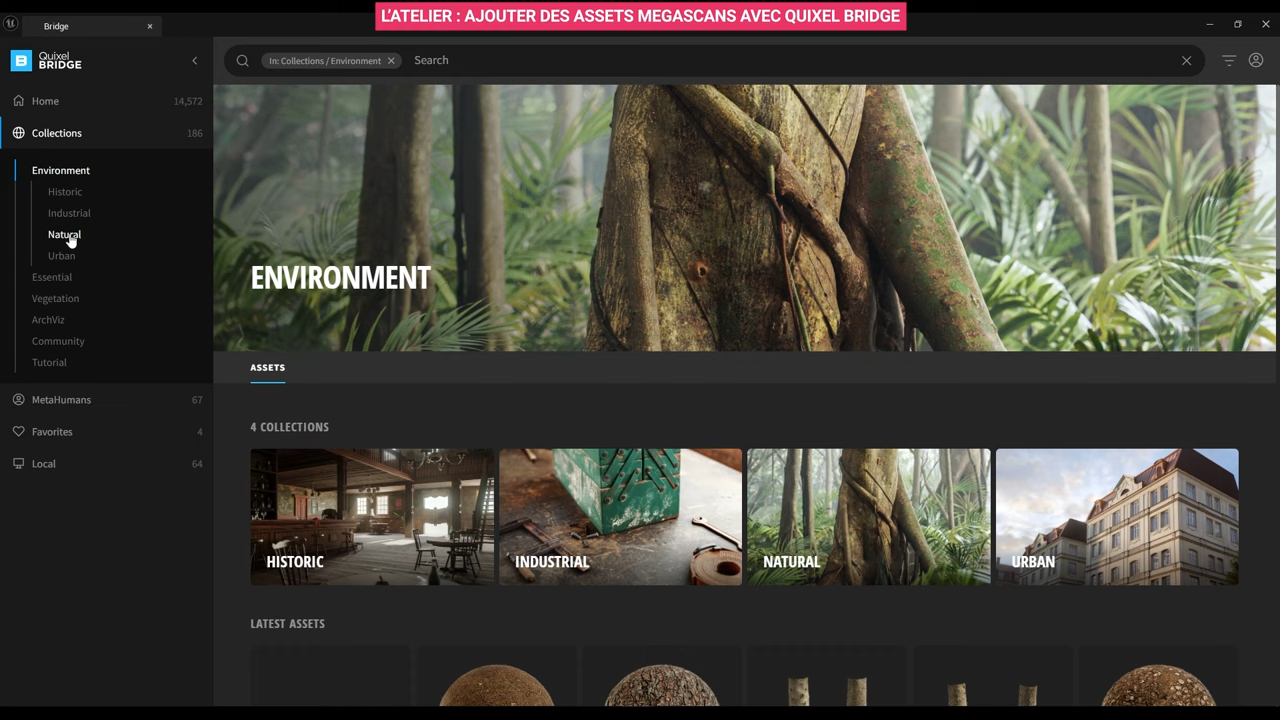 L'ATELIER : AJOUTER DES ASSETS MEGASCANS AVEC QUIXEL BRIDGE
Bridge
Quixel
BRIDGE
In: Collections / Environment
Search
Home 14,572
Collections 186
Environment
Historic
Industrial
Natural
Urban
Essential
Vegetation
ArchViz
Community
Tutorial
MetaHumans 67
Favorites 4
Local 64
ENVIRONMENT
ASSETS
4 COLLECTIONS
HISTORIC
INDUSTRIAL
NATURAL
URBAN
LATEST ASSETS